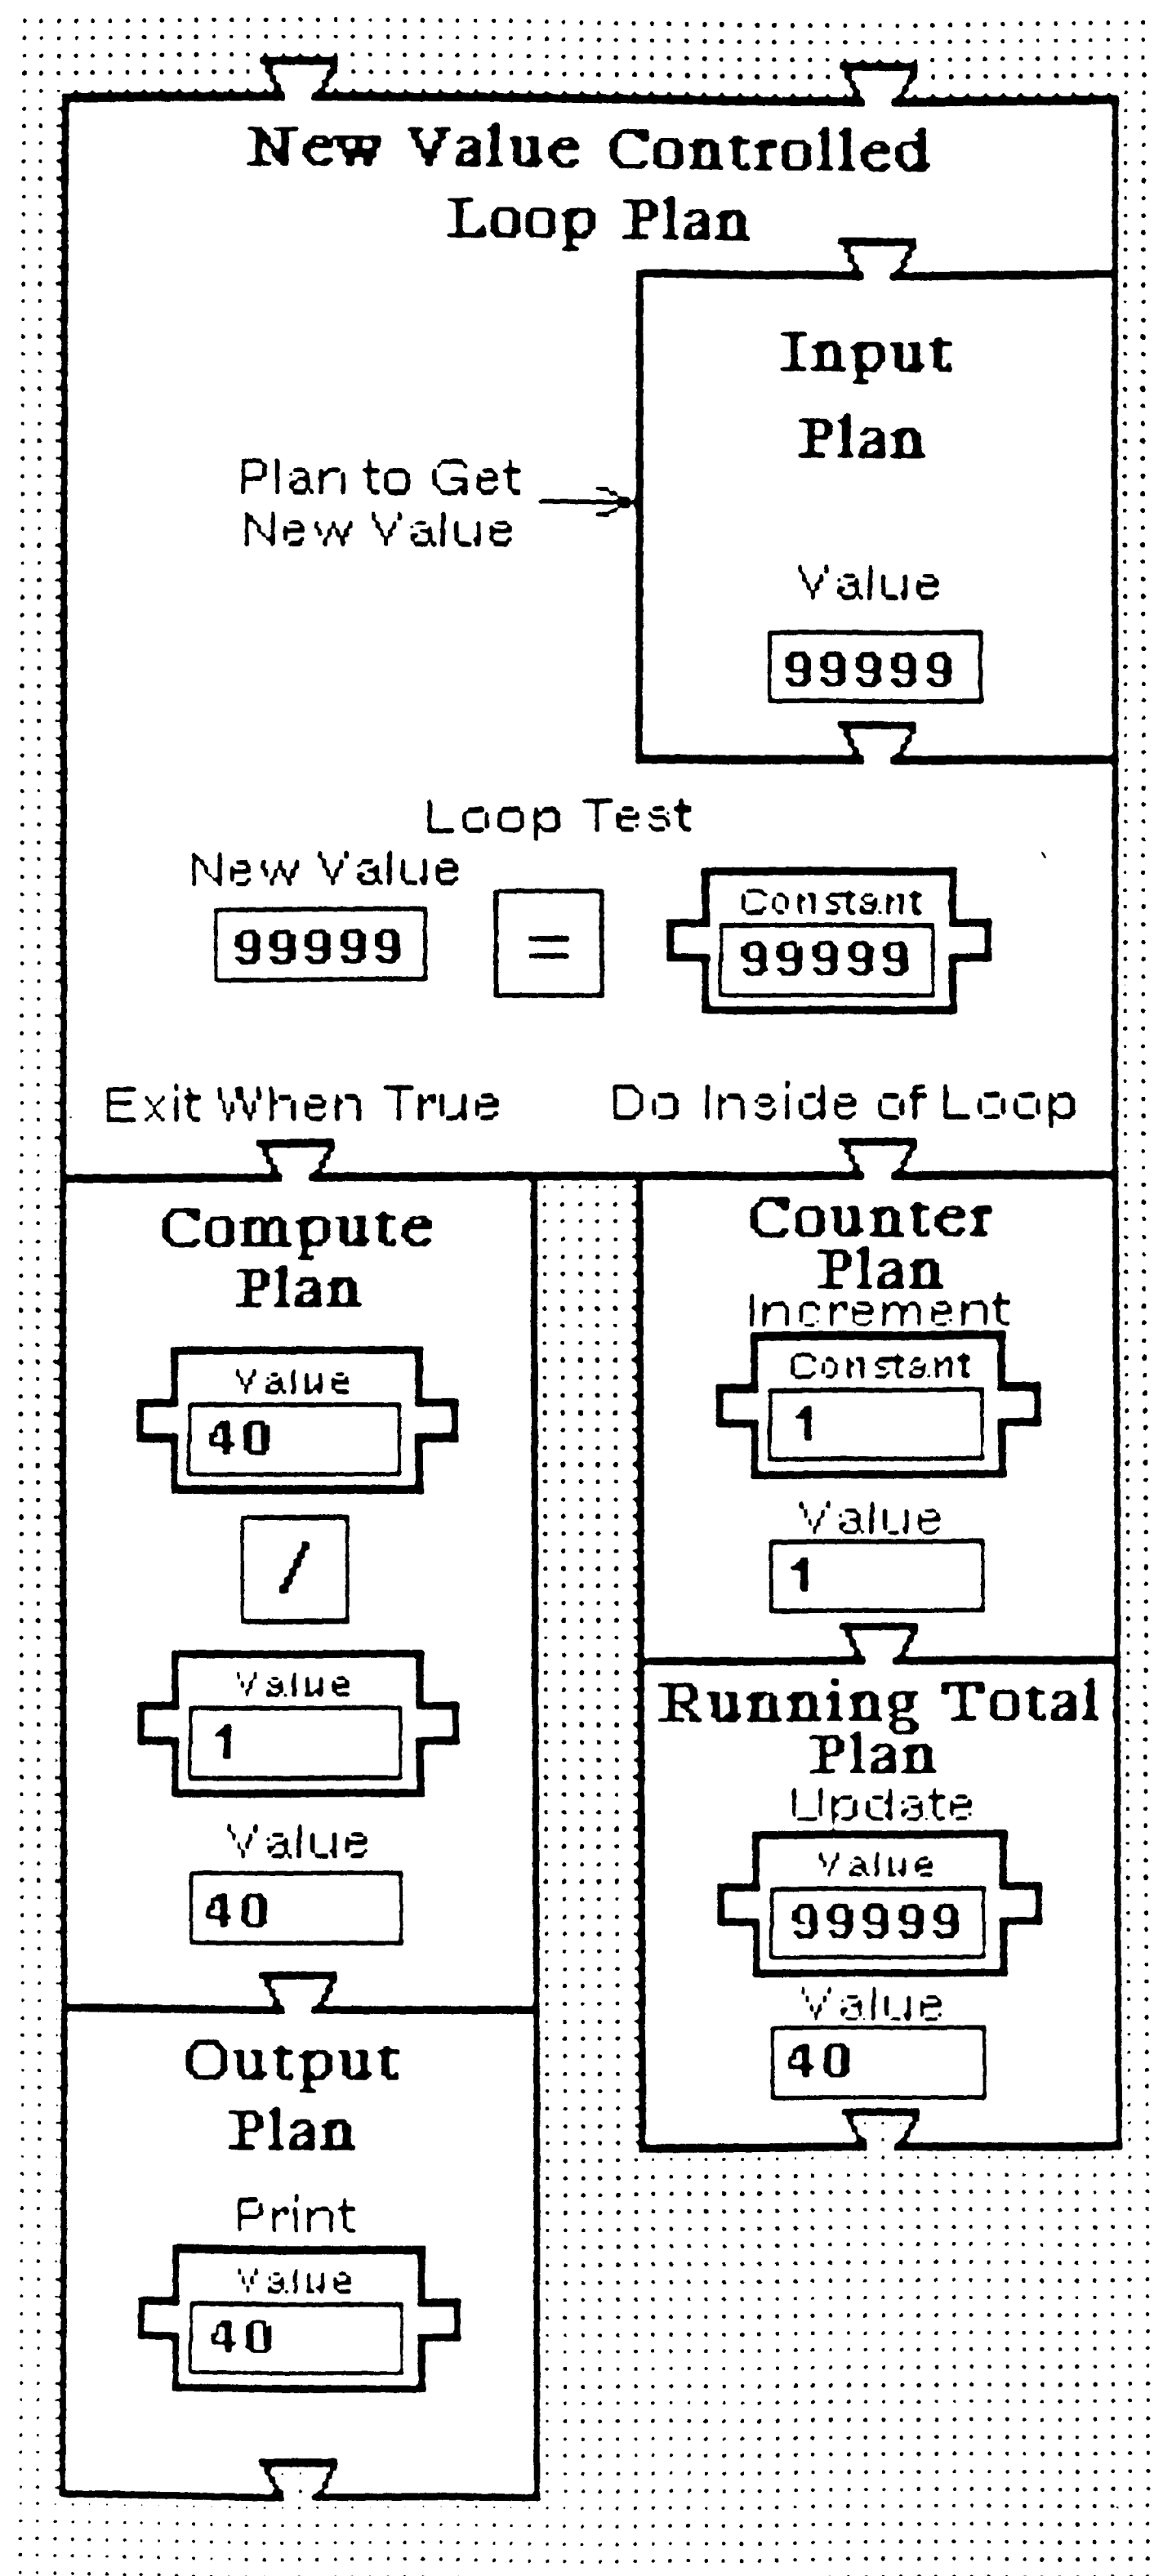 New Value Controlled
Loop Plan
Input
Plan
Plan to Get
New Value
Value
99999
Loop Test
New Value
99999
=
Constant
99999
Exit When True
Do Inside of Loop
Compute
Plan
Value
40
/
Value
1
Value
40
Output
Plan
Print
Value
40
Counter
Plan
Increment
Constant
1
Value
1
Running Total
Plan
Update
Value
99999
Value
40